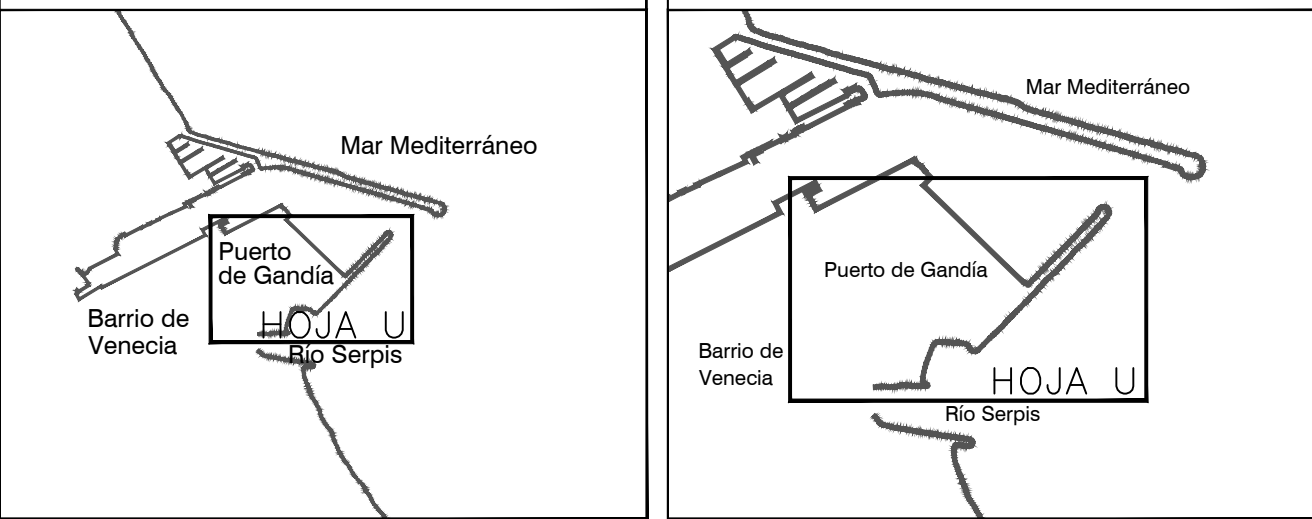 Mar Mediterráneo
Puerto
de Gandía
Barrio de
Venecia
HOJA U
Río Serpis
Mar Mediterráneo
Puerto de Gandía
Barrio de
Venecia
HOJA U
Río Serpis